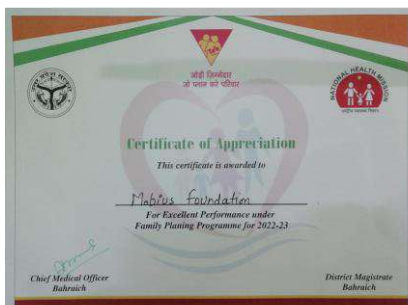 जोड़ी ज़िम्मेदार
जो प्लान करे परिवार
NATIONAL HEALTH MISSION
Certificate of Appreciation
This certificate is awarded to
Mobius Foundation
For Excellent Performance under
Family Planing Programme for 2022-23
Chief Medical Officer
Bahraich
District Magistrate
Bahraich